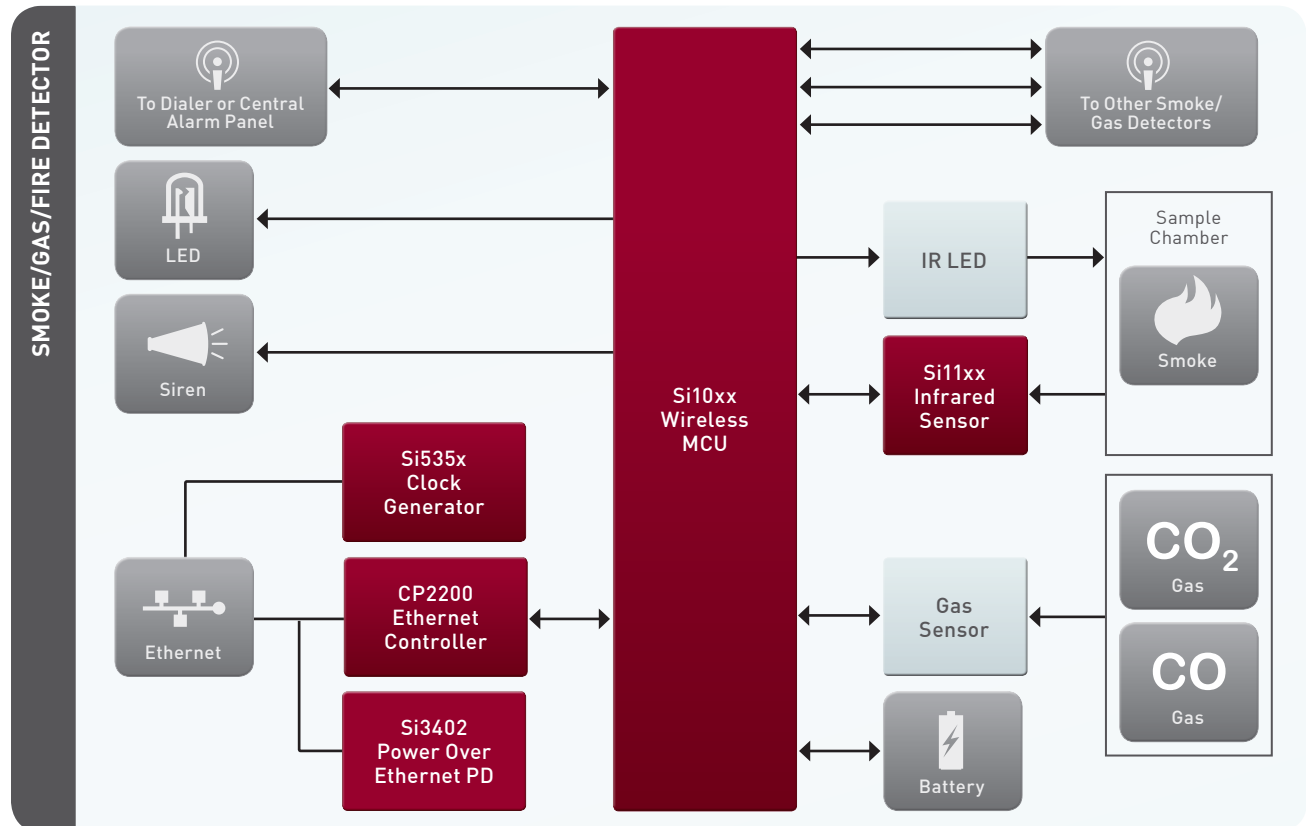 SMOKE/GAS/FIRE DETECTOR
To Dialer or Central
Alarm Panel
To Other Smoke/
Gas Detectors
LED
IR LED
Sample
Chamber
Smoke
Siren
Si11xx
Infrared
Sensor
Si10xx
Wireless
MCU
Si535x
Clock
Generator
CP2200
Ethernet
Controller
Ethernet
Gas
Sensor
CO₂
Gas
CO
Gas
Si3402
Power Over
Ethernet PD
Battery